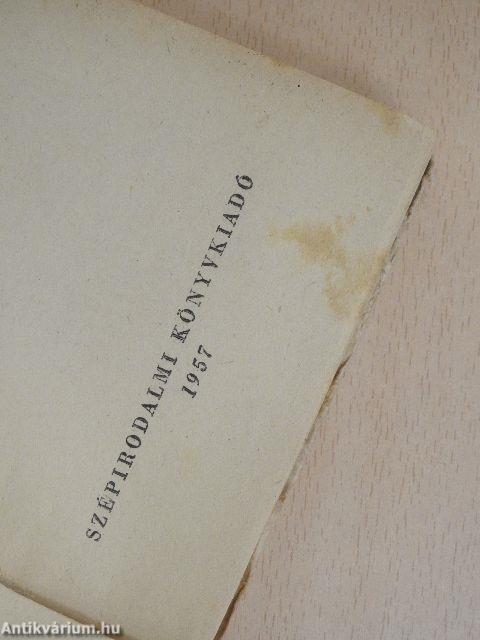 SZÉPIRODALMI KÖNYVKIADÓ
1957
Antikvárium.hu